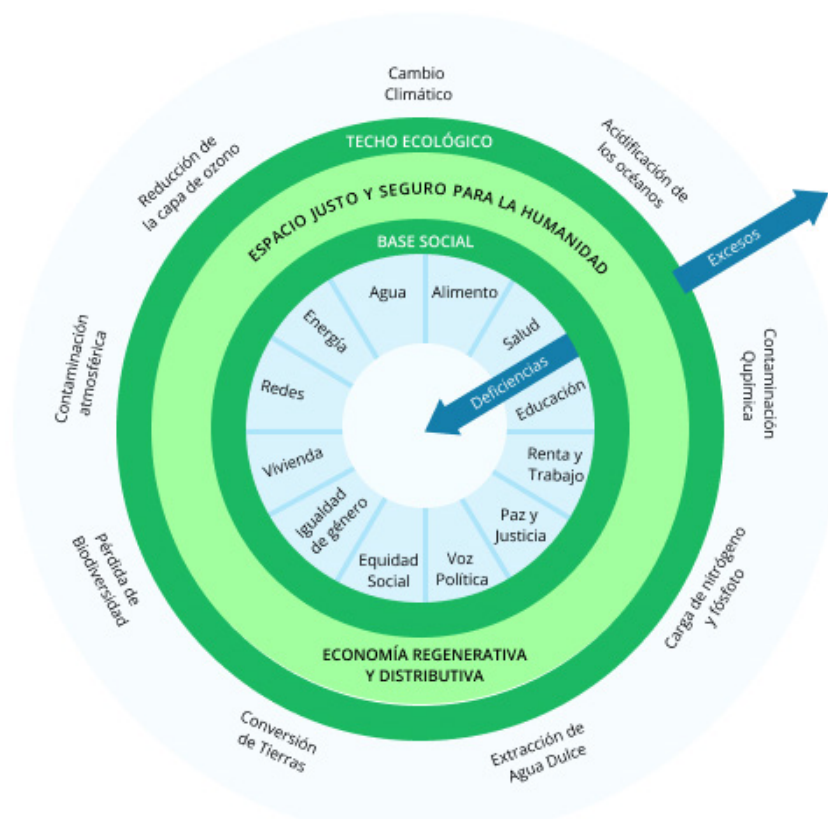 Cambio
Climático
Acidificación de
los océanos
Excesos
Contaminación
Qupímica
Carga de nitrógeno
y fósfoto
Extracción de
Agua Dulce
Conversión
de Tierras
Pérdida de
Biodiversidad
Contaminación
atmosférica
Reducción de
la capa de ozono
TECHO ECOLÓGICO
ESPACIO JUSTO Y SEGURO PARA LA HUMANIDAD
BASE SOCIAL
Agua
Alimento
Salud
Deficiencias
Educación
Renta y
Trabajo
Paz y
Justicia
Voz
Política
Equidad
Social
Igualdad
de género
Vivienda
Redes
Energía
ECONOMÍA REGENERATIVA
Y DISTRIBUTIVA